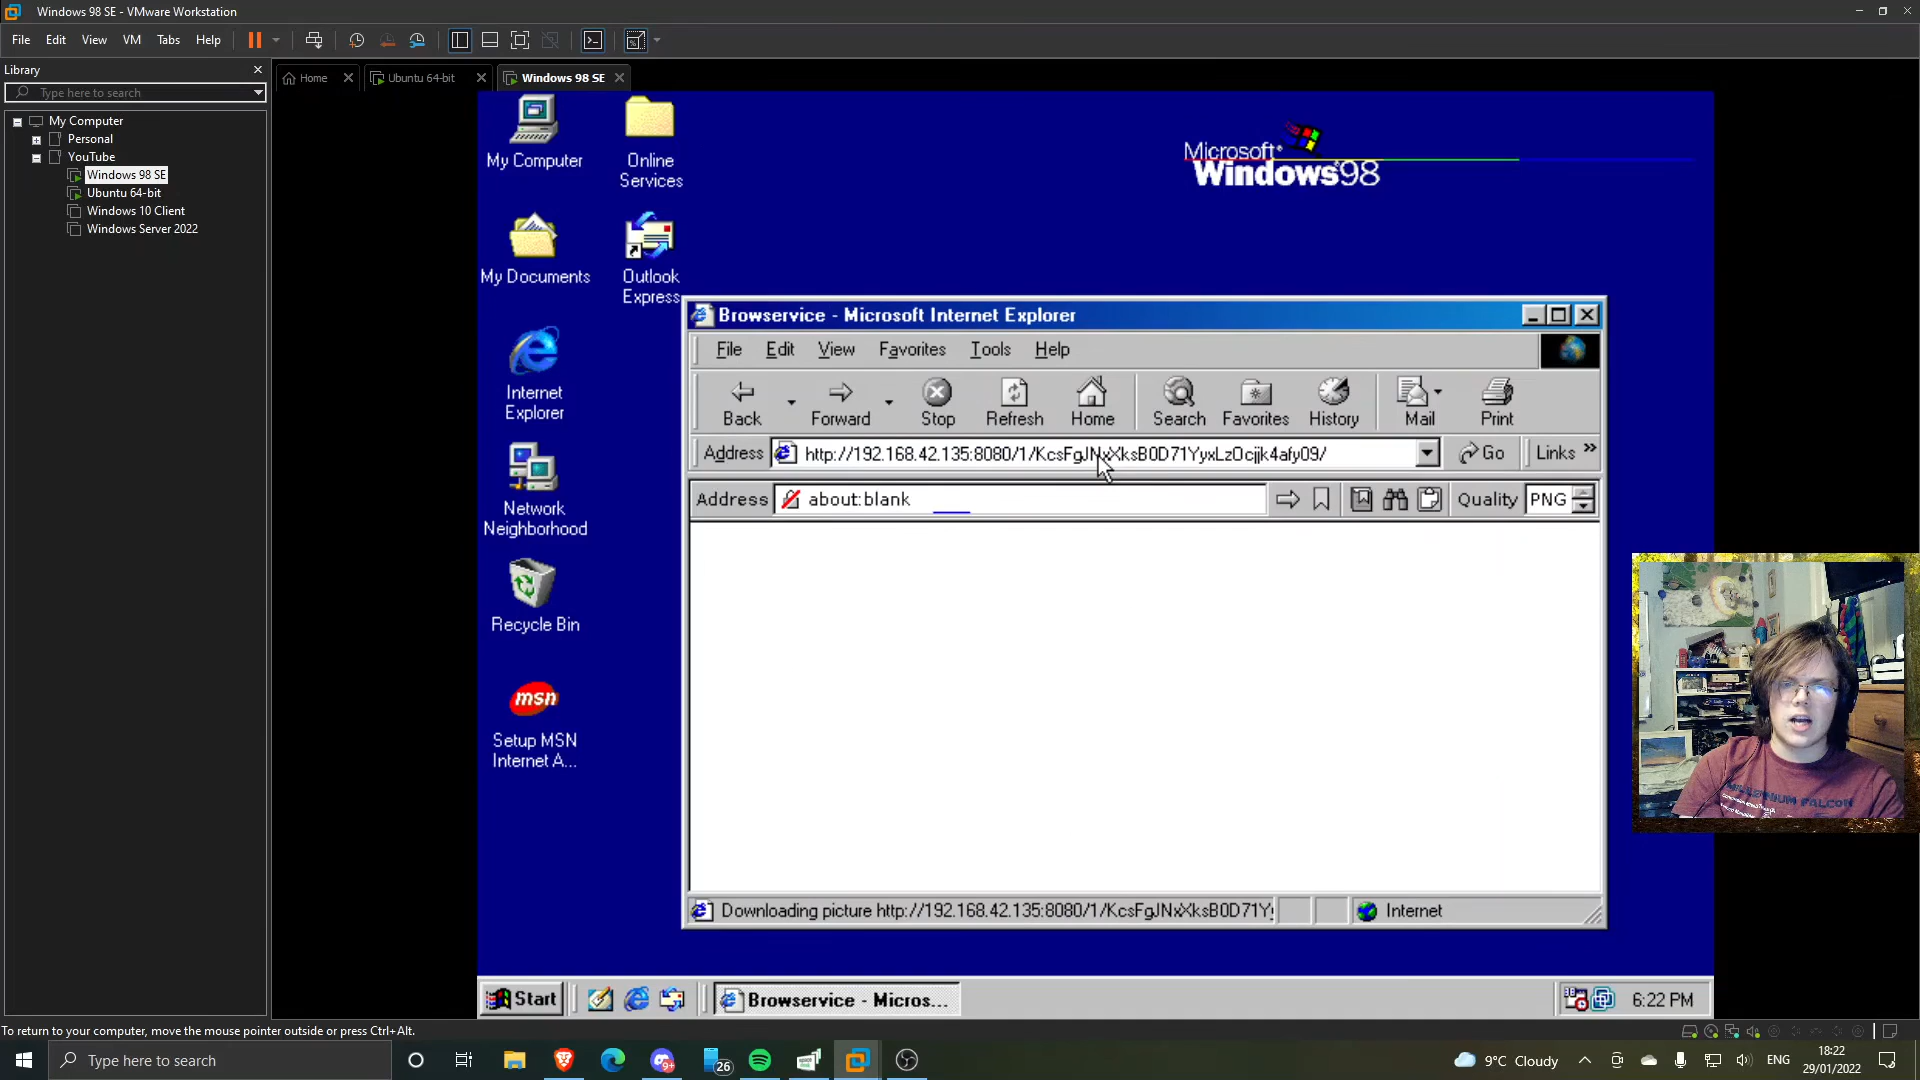 Windows 98 SE - VMware Workstation
File Edit View VM Tabs Help
Library
Type here to search
My Computer
Personal
YouTube
Windows 98 SE
Ubuntu 64-bit
Windows 10 Client
Windows Server 2022
Home
Ubuntu 64-bit
Windows 98 SE
My Computer
Online
Services
My Documents
Outlook
Express
Internet
Explorer
Network
Neighborhood
Recycle Bin
msn
Setup MSN
Internet A...
Microsoft
Windows98
Browservice - Microsoft Internet Explorer
File Edit View Favorites Tools Help
Back Forward Stop Refresh Home Search Favorites History Mail Print
Address http://192.168.42.135:8080/1/KcsFgJNxXksB0D71YyxLzOcjjk4afy09/ Go Links »
Address about:blank Quality PNG
Downloading picture http://192.168.42.135:8080/1/KcsFgJNxXksB0D71Y Internet
MILLENNIUM FALCON
Start Browservice - Micros... 6:22 PM
To return to your computer, move the mouse pointer outside or press Ctrl+Alt.
Type here to search
26
9°C Cloudy
ENG
18:22
29/01/2022